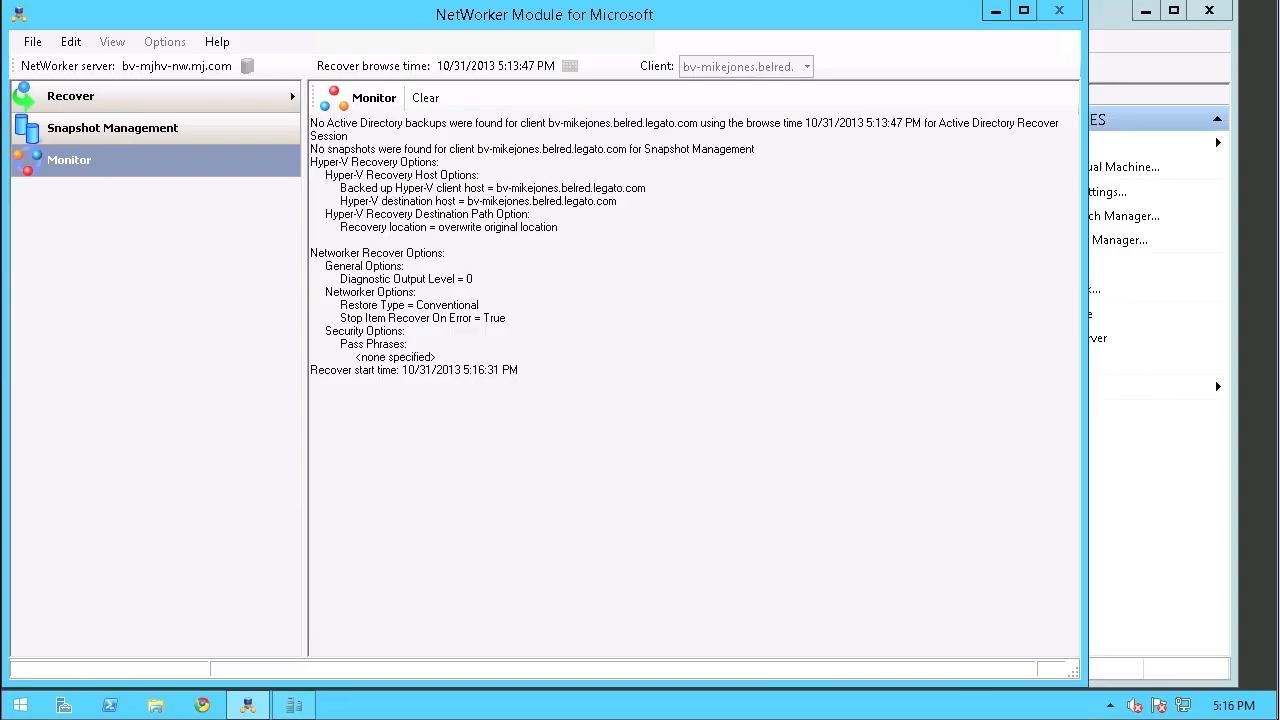 NetWorker Module for Microsoft
File Edit View Options Help
NetWorker server: bv-mjhv-nw.mj.com Recover browse time: 10/31/2013 5:13:47 PM Client: bv-mikejones.belred.
Recover
Snapshot Management
Monitor
Monitor Clear
No Active Directory backups were found for client bv-mikejones.belred.legato.com using the browse time 10/31/2013 5:13:47 PM for Active Directory Recover
Session
No snapshots were found for client bv-mikejones.belred.legato.com for Snapshot Management
Hyper-V Recovery Options:
Hyper-V Recovery Host Options:
Backed up Hyper-V client host = bv-mikejones.belred.legato.com
Hyper-V destination host = bv-mikejones.belred.legato.com
Hyper-V Recovery Destination Path Option:
Recovery location = overwrite original location
Networker Recover Options:
General Options:
Diagnostic Output Level = 0
Networker Options:
Restore Type = Conventional
Stop Item Recover On Error = True
Security Options:
Pass Phrases:
<none specified>
Recover start time: 10/31/2013 5:16:31 PM
ES
ual Machine...
ttings...
ch Manager...
Manager...
...
e
rver
5:16 PM